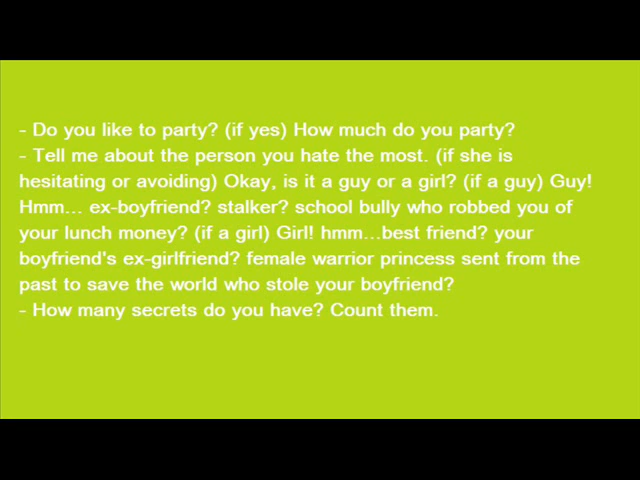 - Do you like to party? (if yes) How much do you party?
- Tell me about the person you hate the most. (if she is
hesitating or avoiding) Okay, is it a guy or a girl? (if a guy) Guy!
Hmm... ex-boyfriend? stalker? school bully who robbed you of
your lunch money? (if a girl) Girl! hmm...best friend? your
boyfriend's ex-girlfriend? female warrior princess sent from the
past to save the world who stole your boyfriend?
- How many secrets do you have? Count them.